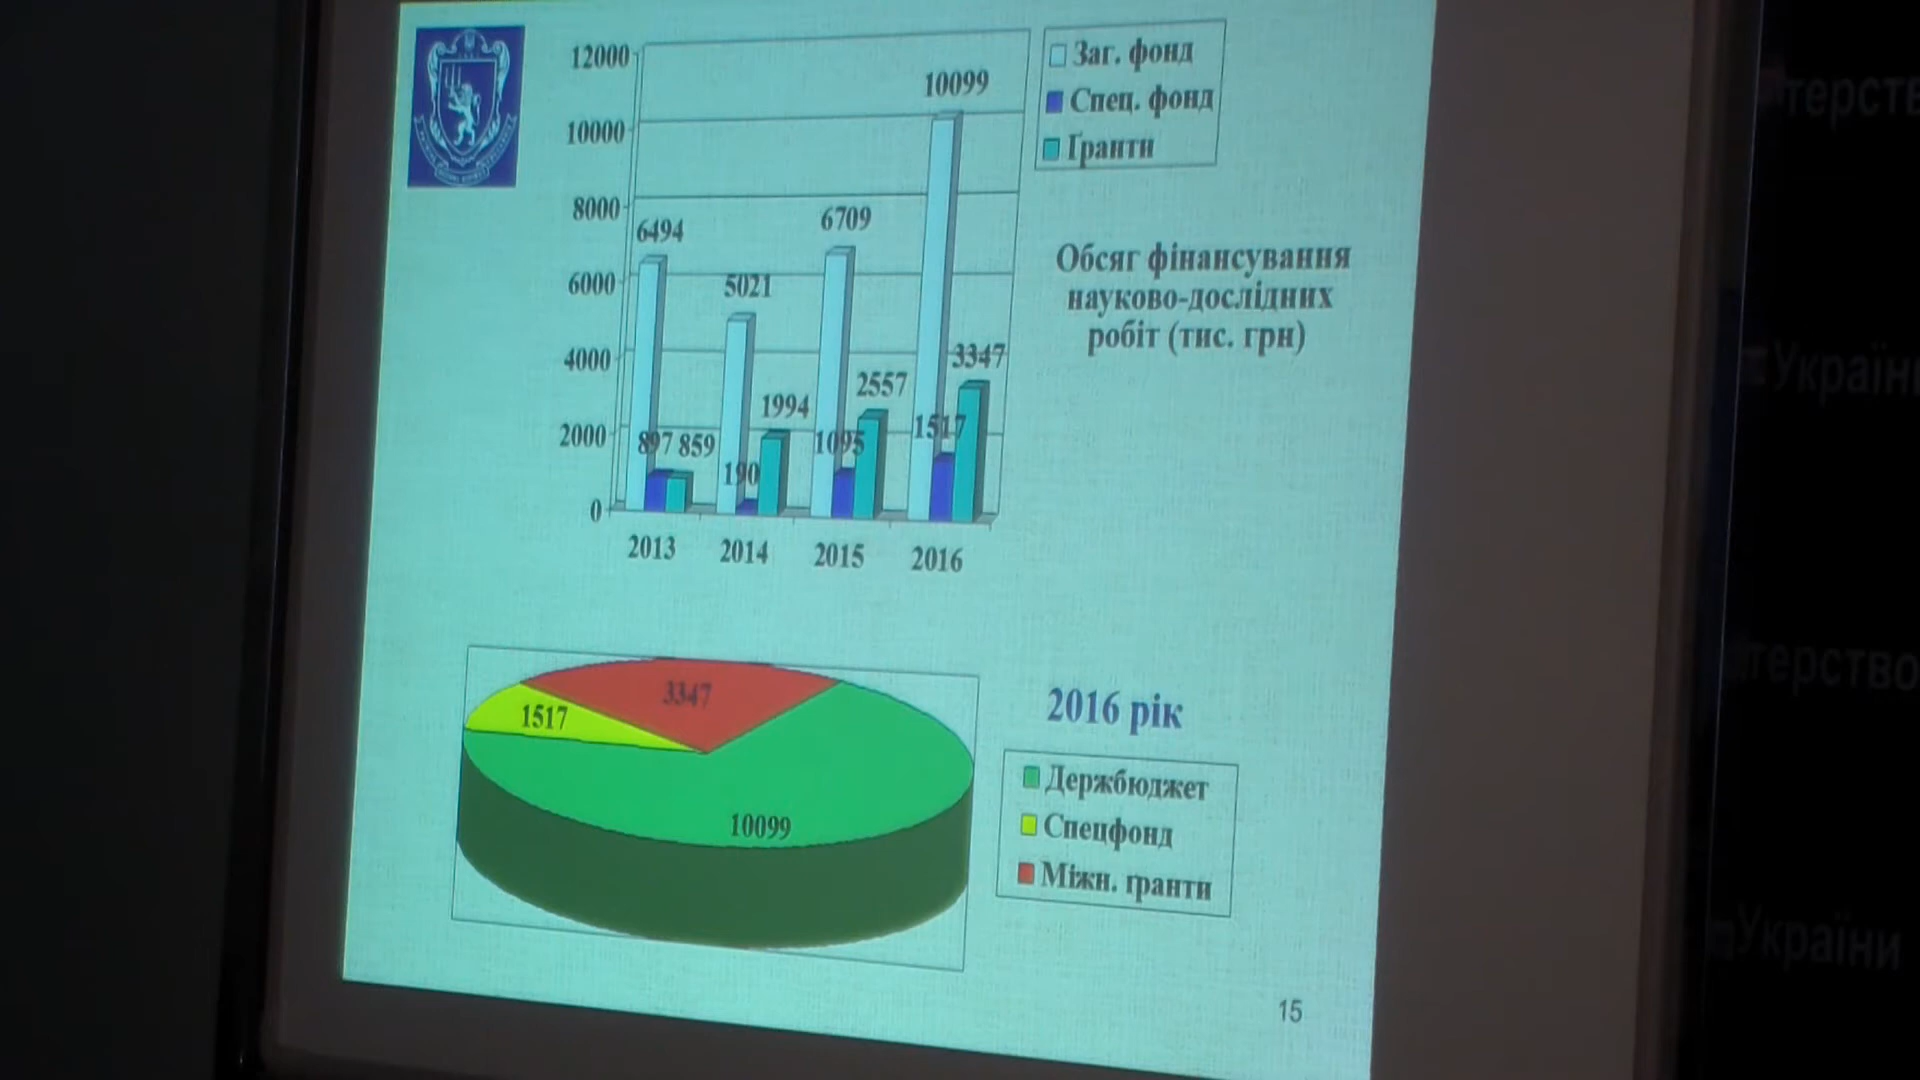 12000
10000
8000
6000
4000
2000
0
6494
897
859
5021
190
1994
6709
1095
2557
10099
1517
3347
2013
2014
2015
2016
Заг. фонд
Спец. фонд
Гранти
Обсяг фінансування
науково-дослідних
робіт (тис. грн)
3347
1517
10099
2016 рік
Держбюджет
Спецфонд
Міжн. гранти
15
України